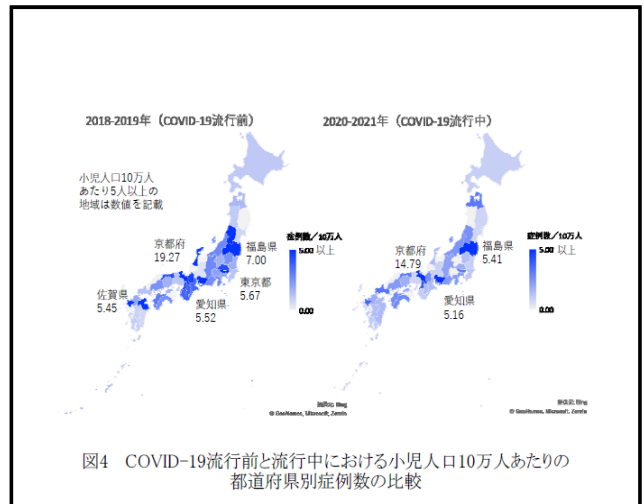 2018-2019年（COVID-19流行前）
小児人口10万人
あたり5人以上の
地域は数値を記載
京都府
19.27
佐賀県
5.45
愛知県
5.52
東京都
5.67
福島県
7.00
症例数／10万人
5.00 以上
0.00
© GeoNames, Microsoft, Zenrin
2020-2021年（COVID-19流行中）
京都府
14.79
愛知県
5.16
福島県
5.41
症例数／10万人
5.00 以上
0.00
© GeoNames, Microsoft, Zenrin
図4　COVID-19流行前と流行中における小児人口10万人あたりの
都道府県別症例数の比較